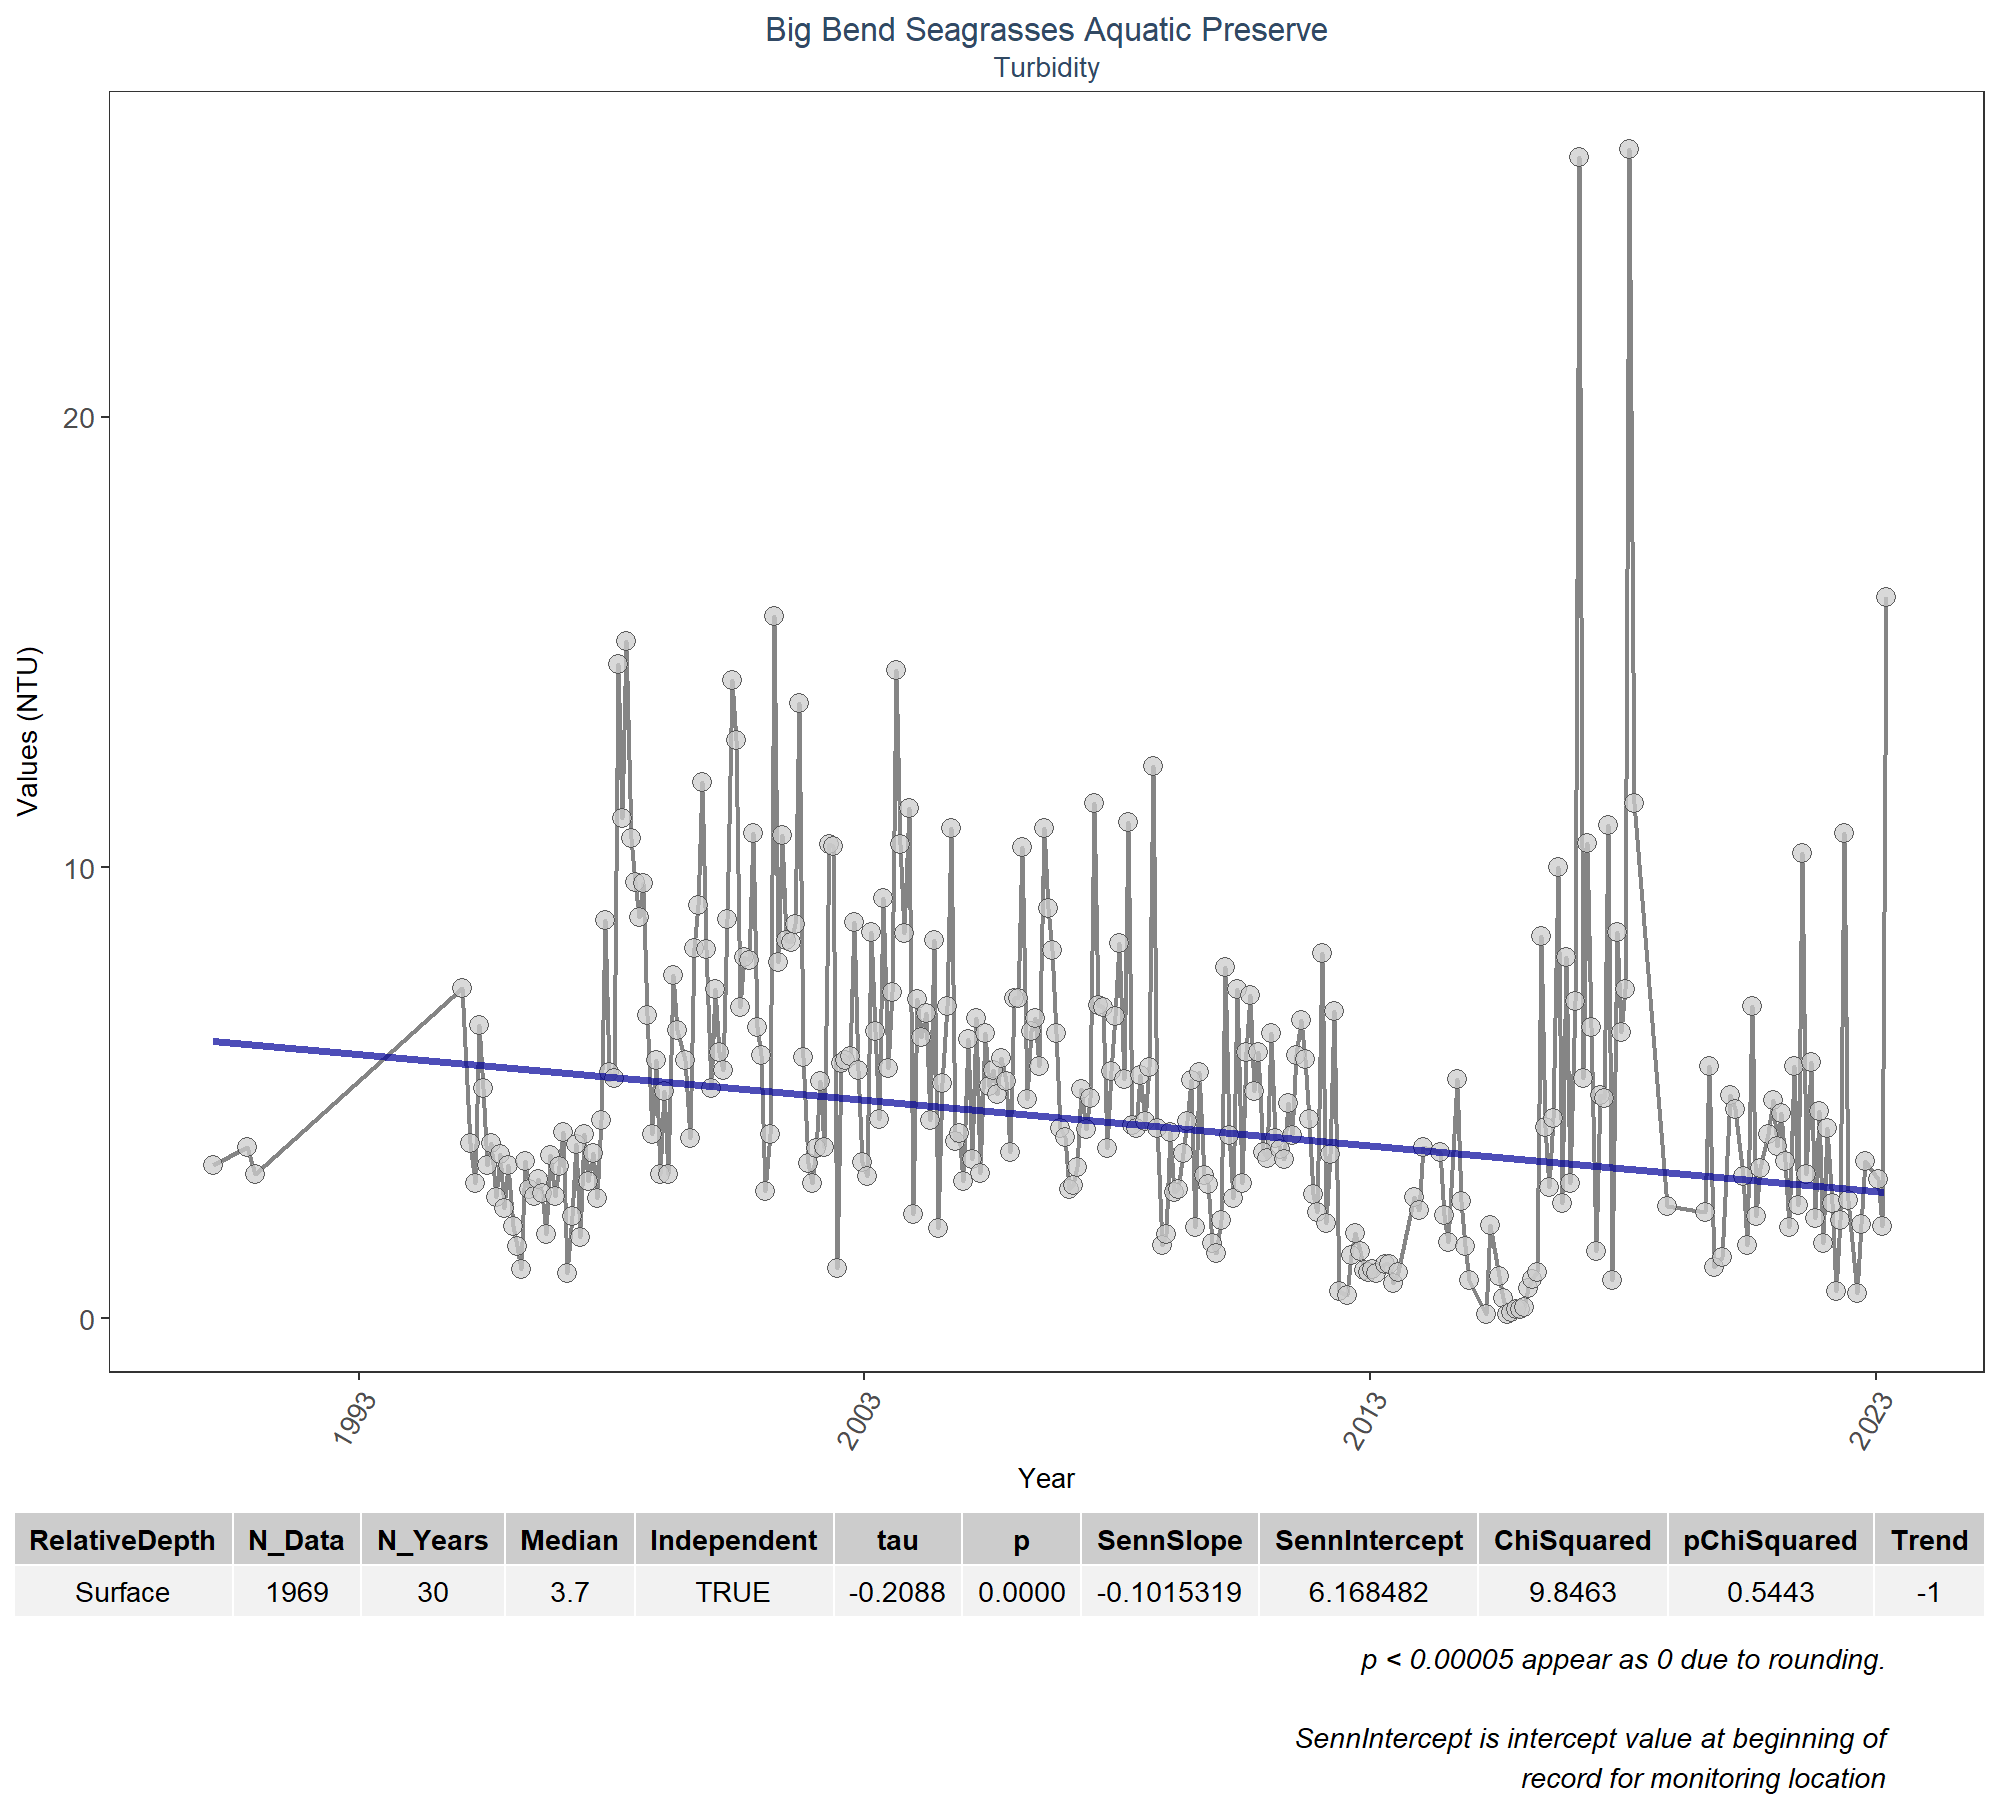 Big Bend Seagrasses Aquatic Preserve
Turbidity
20
10
0
Values (NTU)
1993
2003
2013
2023
Year
RelativeDepth N_Data N_Years Median Independent tau p SennSlope SennIntercept ChiSquared pChiSquared Trend
Surface 1969 30 3.7 TRUE -0.2088 0.0000 -0.1015319 6.168482 9.8463 0.5443 -1
p < 0.00005 appear as 0 due to rounding.
SennIntercept is intercept value at beginning of
record for monitoring location